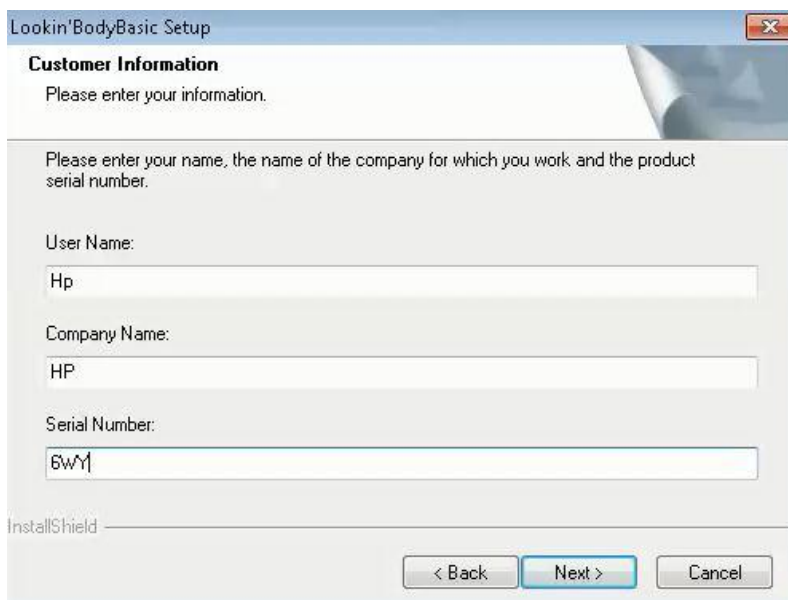 Lookin'BodyBasic Setup
Customer Information
Please enter your information.
Please enter your name, the name of the company for which you work and the product
serial number.
User Name:
Hp
Company Name:
HP
Serial Number:
6WY
InstallShield
< Back
Next >
Cancel